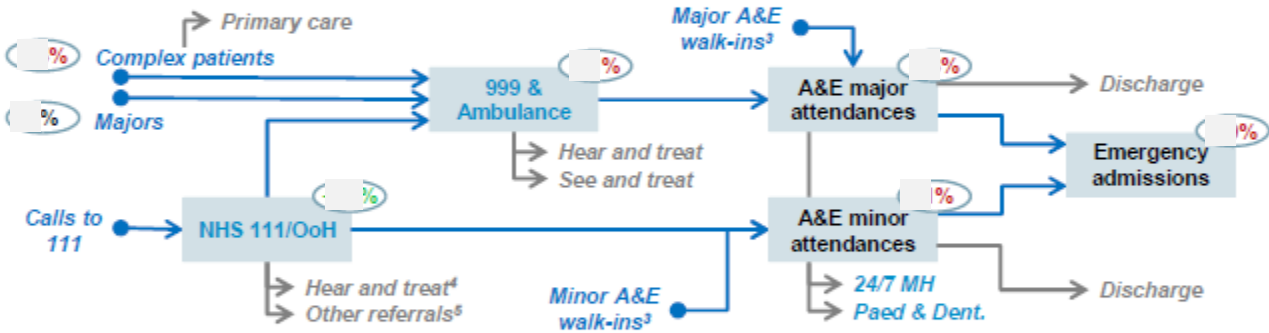 Primary care
Major A&E
walk-ins³
%
Complex patients
%
Majors
%
999 &
Ambulance
%
A&E major
attendances
Discharge
Hear and treat
See and treat
%
Emergency
admissions
Calls to
111
%
NHS 111/OoH
%
A&E minor
attendances
Hear and treat⁴
Other referrals⁵
Minor A&E
walk-ins³
24/7 MH
Paed & Dent.
Discharge